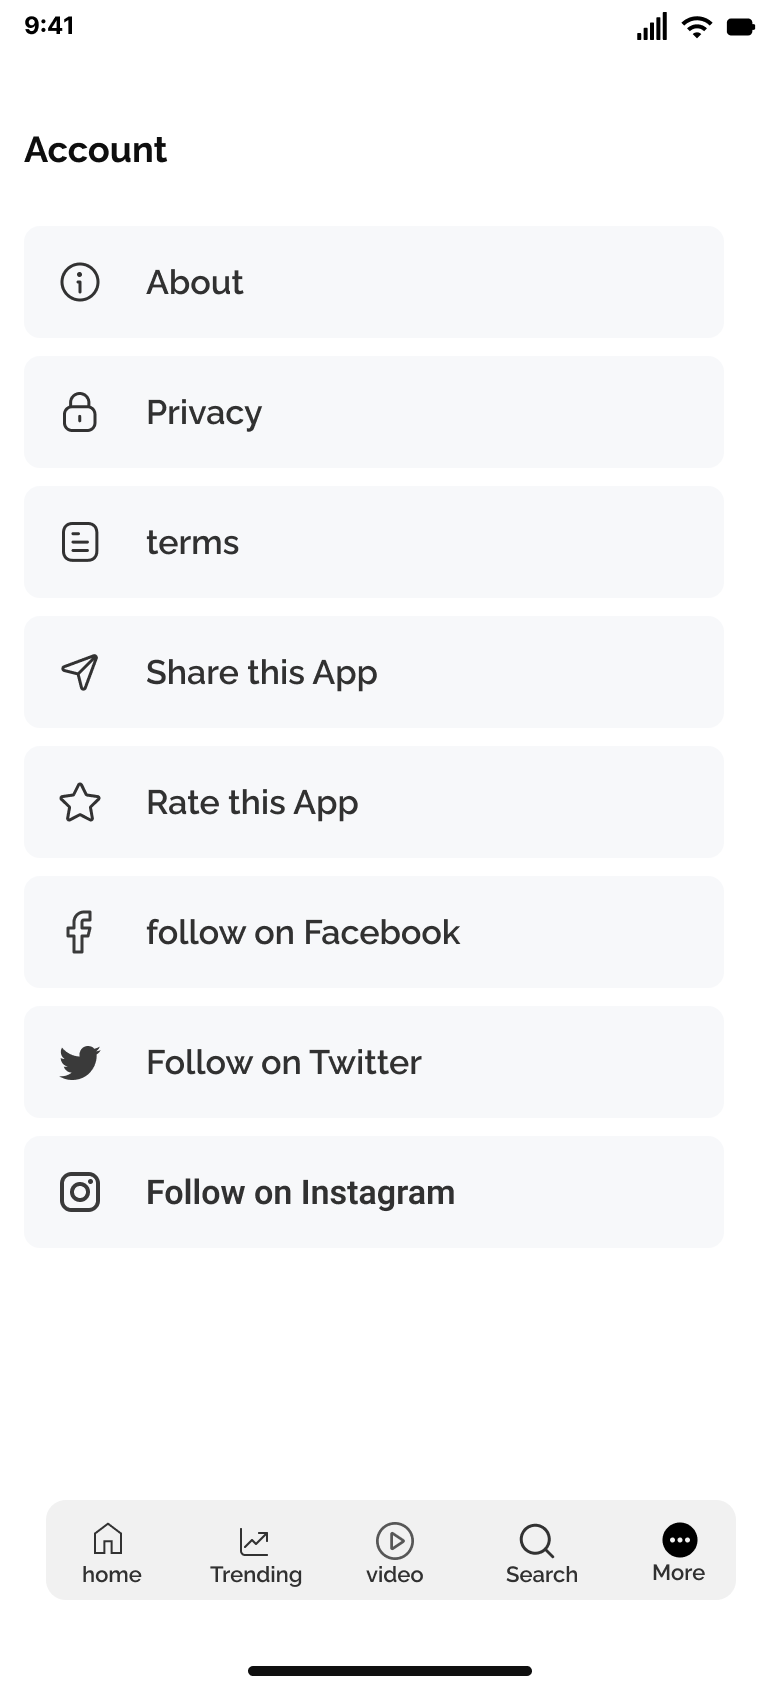 9:41
Account
About
Privacy
terms
Share this App
Rate this App
follow on Facebook
Follow on Twitter
Follow on Instagram
home Trending video Search More